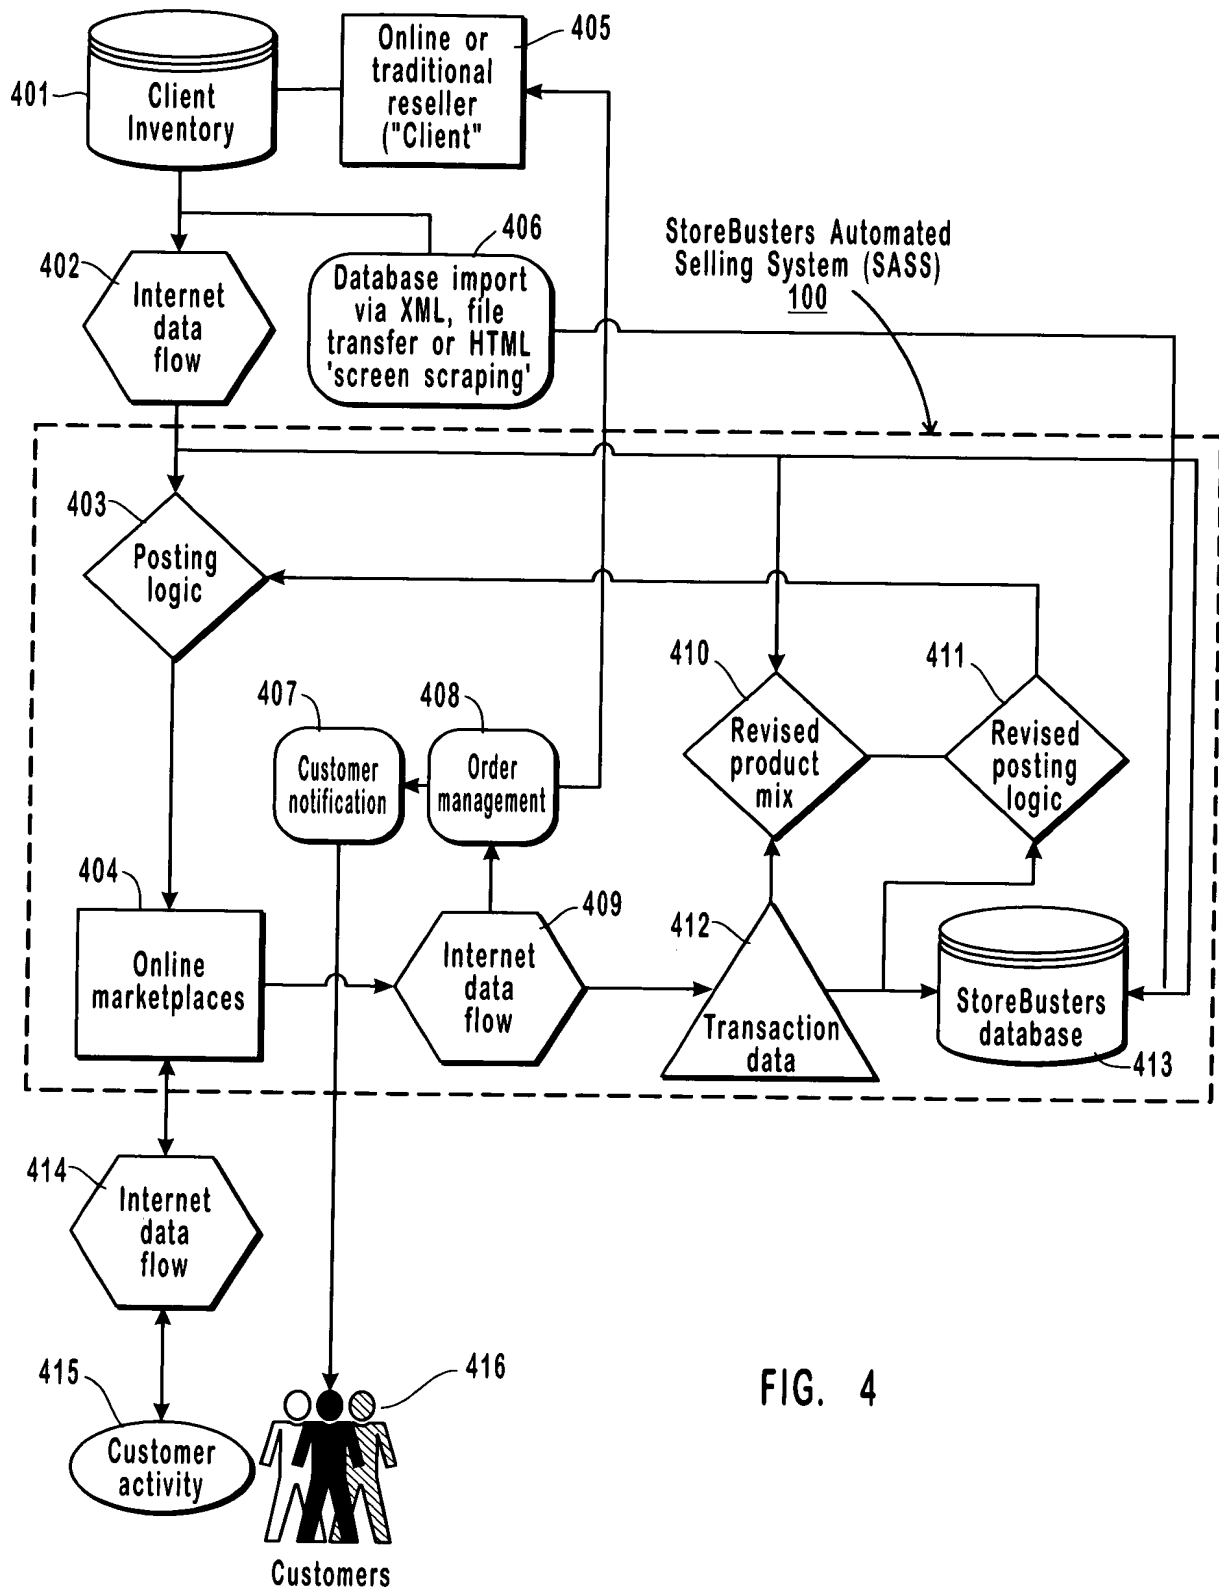 401
Client
Inventory
Online or
traditional
reseller
("Client"
405
402
Internet
data
flow
406
Database import
via XML, file
transfer or HTML
'screen scraping'
StoreBusters Automated
Selling System (SASS)
100
403
Posting
logic
407
Customer
notification
408
Order
management
410
Revised
product
mix
411
Revised
posting
logic
404
Online
marketplaces
409
Internet
data
flow
412
Transaction
data
StoreBusters
database
413
414
Internet
data
flow
415
Customer
activity
416
Customers
FIG. 4